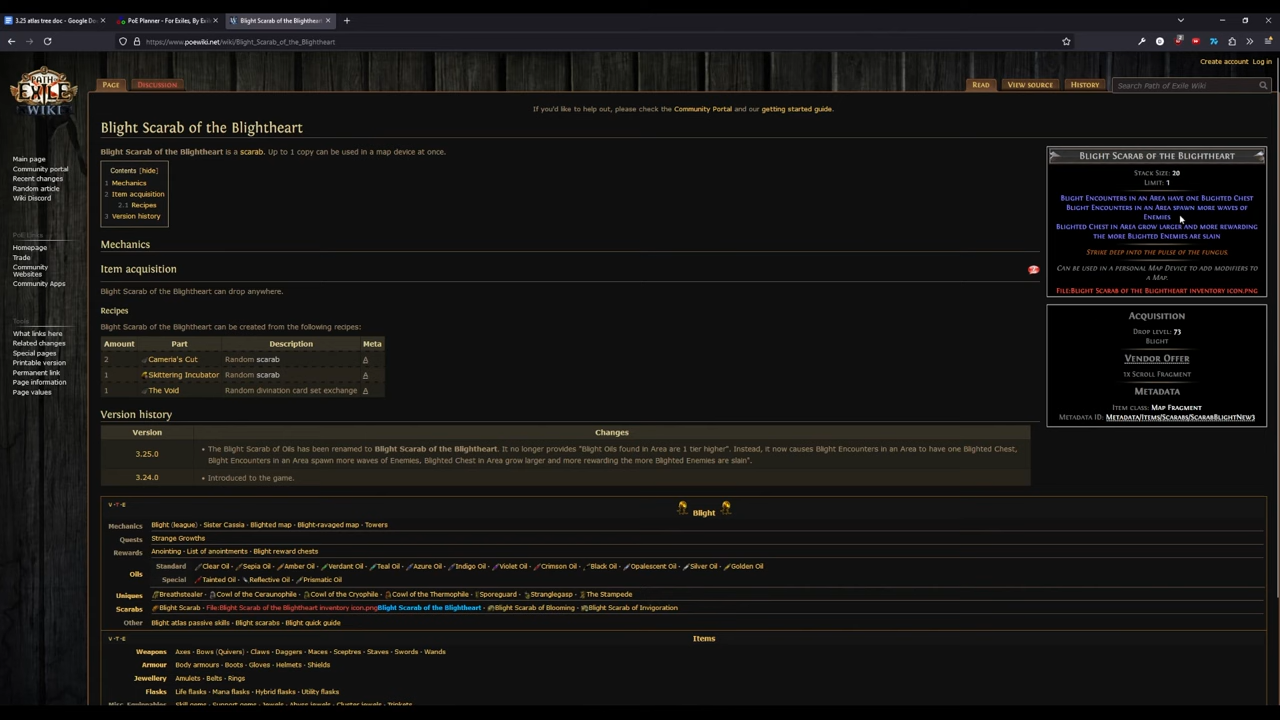 3.25 atlas tree doc - Google Do
PoE Planner - For Exiles, By Exi
Blight Scarab of the Blightheart
https://www.poewiki.net/wiki/Blight_Scarab_of_the_Blightheart
Create account Log in
PATH OF EXILE WIKI
PAGE DISCUSSION READ VIEW SOURCE HISTORY Search Path of Exile Wiki
If you'd like to help out, please check the Community Portal and our getting started guide.
Main page
Community portal
Recent changes
Random article
Wiki Discord
PoE Links
Homepage
Trade
Community
Websites
Community Apps
Tools
What links here
Related changes
Special pages
Printable version
Permanent link
Page information
Page values
Blight Scarab of the Blightheart
Blight Scarab of the Blightheart is a scarab. Up to 1 copy can be used in a map device at once.
Contents [hide]
1 Mechanics
2 Item acquisition
2.1 Recipes
3 Version history
BLIGHT SCARAB OF THE BLIGHTHEART
STACK SIZE: 20
LIMIT: 1
BLIGHT ENCOUNTERS IN AN AREA HAVE ONE BLIGHTED CHEST
BLIGHT ENCOUNTERS IN AN AREA SPAWN MORE WAVES OF
ENEMIES
BLIGHTED CHEST IN AREA GROW LARGER AND MORE REWARDING
THE MORE BLIGHTED ENEMIES ARE SLAIN
STRIKE DEEP INTO THE PULSE OF THE FUNGUS.
CAN BE USED IN A PERSONAL MAP DEVICE TO ADD MODIFIERS TO
A MAP.
FILE:BLIGHT SCARAB OF THE BLIGHTHEART INVENTORY ICON.PNG
ACQUISITION
DROP LEVEL: 73
BLIGHT
VENDOR OFFER
1X SCROLL FRAGMENT
METADATA
ITEM CLASS: MAP FRAGMENT
METADATA ID: METADATA/ITEMS/SCARABS/SCARABBLIGHTNEW3
Mechanics
Item acquisition
Blight Scarab of the Blightheart can drop anywhere.
Recipes
Blight Scarab of the Blightheart can be created from the following recipes:
Amount Part Description Meta
2 Cameria's Cut Random scarab A
1 Skittering Incubator Random scarab A
1 The Void Random divination card set exchange A
Version history
Version Changes
3.25.0 • The Blight Scarab of Oils has been renamed to Blight Scarab of the Blightheart. It no longer provides "Blight Oils found in Area are 1 tier higher". Instead, it now causes Blight Encounters in an Area to have one Blighted Chest,
Blight Encounters in an Area spawn more waves of Enemies, Blighted Chest in Area grow larger and more rewarding the more Blighted Enemies are slain".
3.24.0 • Introduced to the game.
V · T · E Blight
Mechanics Blight (league) · Sister Cassia · Blighted map · Blight-ravaged map · Towers
Quests Strange Growths
Rewards Anointing · List of anointments · Blight reward chests
Oils
Standard Clear Oil · Sepia Oil · Amber Oil · Verdant Oil · Teal Oil · Azure Oil · Indigo Oil · Violet Oil · Crimson Oil · Black Oil · Opalescent Oil · Silver Oil · Golden Oil
Special Tainted Oil · Reflective Oil · Prismatic Oil
Uniques Breathstealer · Cowl of the Ceraunophile · Cowl of the Cryophile · Cowl of the Thermophile · Sporeguard · Stranglegasp · The Stampede
Scarabs Blight Scarab · File:Blight Scarab of the Blightheart inventory icon.pngBlight Scarab of the Blightheart · Blight Scarab of Blooming · Blight Scarab of Invigoration
Other Blight atlas passive skills · Blight scarabs · Blight quick guide
V · T · E Items
Weapons Axes · Bows (Quivers) · Claws · Daggers · Maces · Sceptres · Staves · Swords · Wands
Armour Body armours · Boots · Gloves · Helmets · Shields
Jewellery Amulets · Belts · Rings
Flasks Life flasks · Mana flasks · Hybrid flasks · Utility flasks
Misc. Equippables Skill gems · Support gems · Jewels · Abyss jewels · Cluster jewels · Trinkets